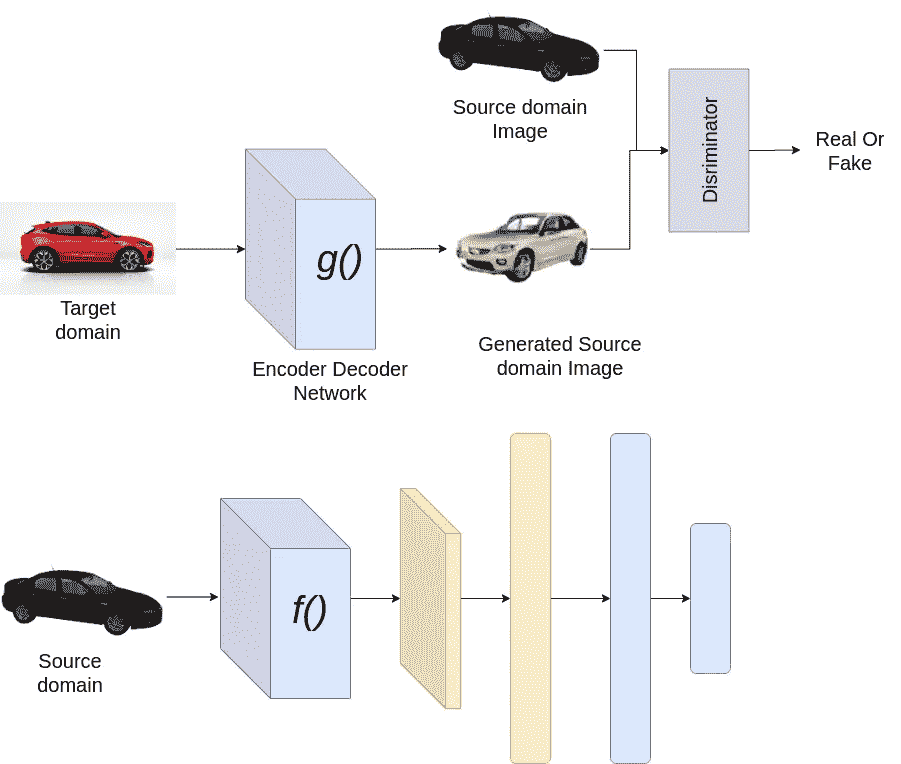 Source domain
Image
Disriminator
Real Or
Fake
g()
Target
domain
Encoder Decoder
Network
Generated Source
domain Image
f()
Source
domain